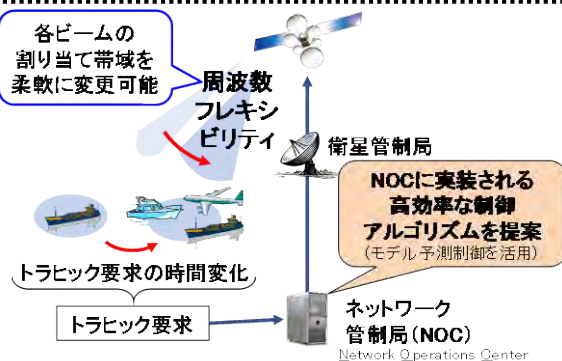 各ビームの
割り当て帯域を
柔軟に変更可能
周波数
フレキシ
ビリティ
衛星管制局
NOCに実装される
高効率な制御
アルゴリズムを提案
(モデル予測制御を活用)
トラヒック要求の時間変化
トラヒック要求
ネットワーク
管制局(NOC)
Network Operations Center